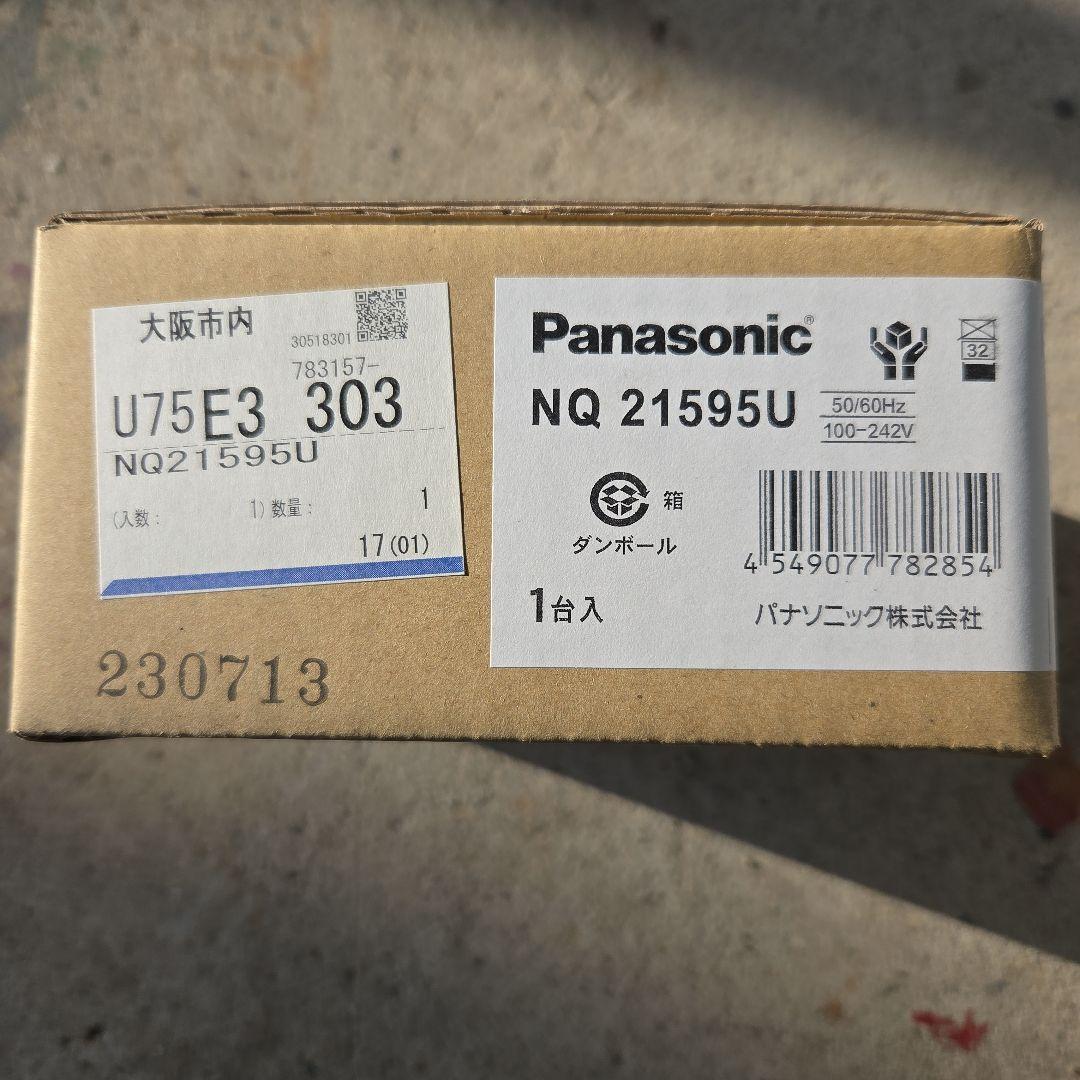 大阪市内
30518301
783157-
U75E3 303
NQ21595U
(入数: 1) 数量: 1
17(01)
230713
Panasonic®
NQ 21595U
50/60Hz
100-242V
32
箱
ダンボール
4 549077 782854
1台入
パナソニック株式会社